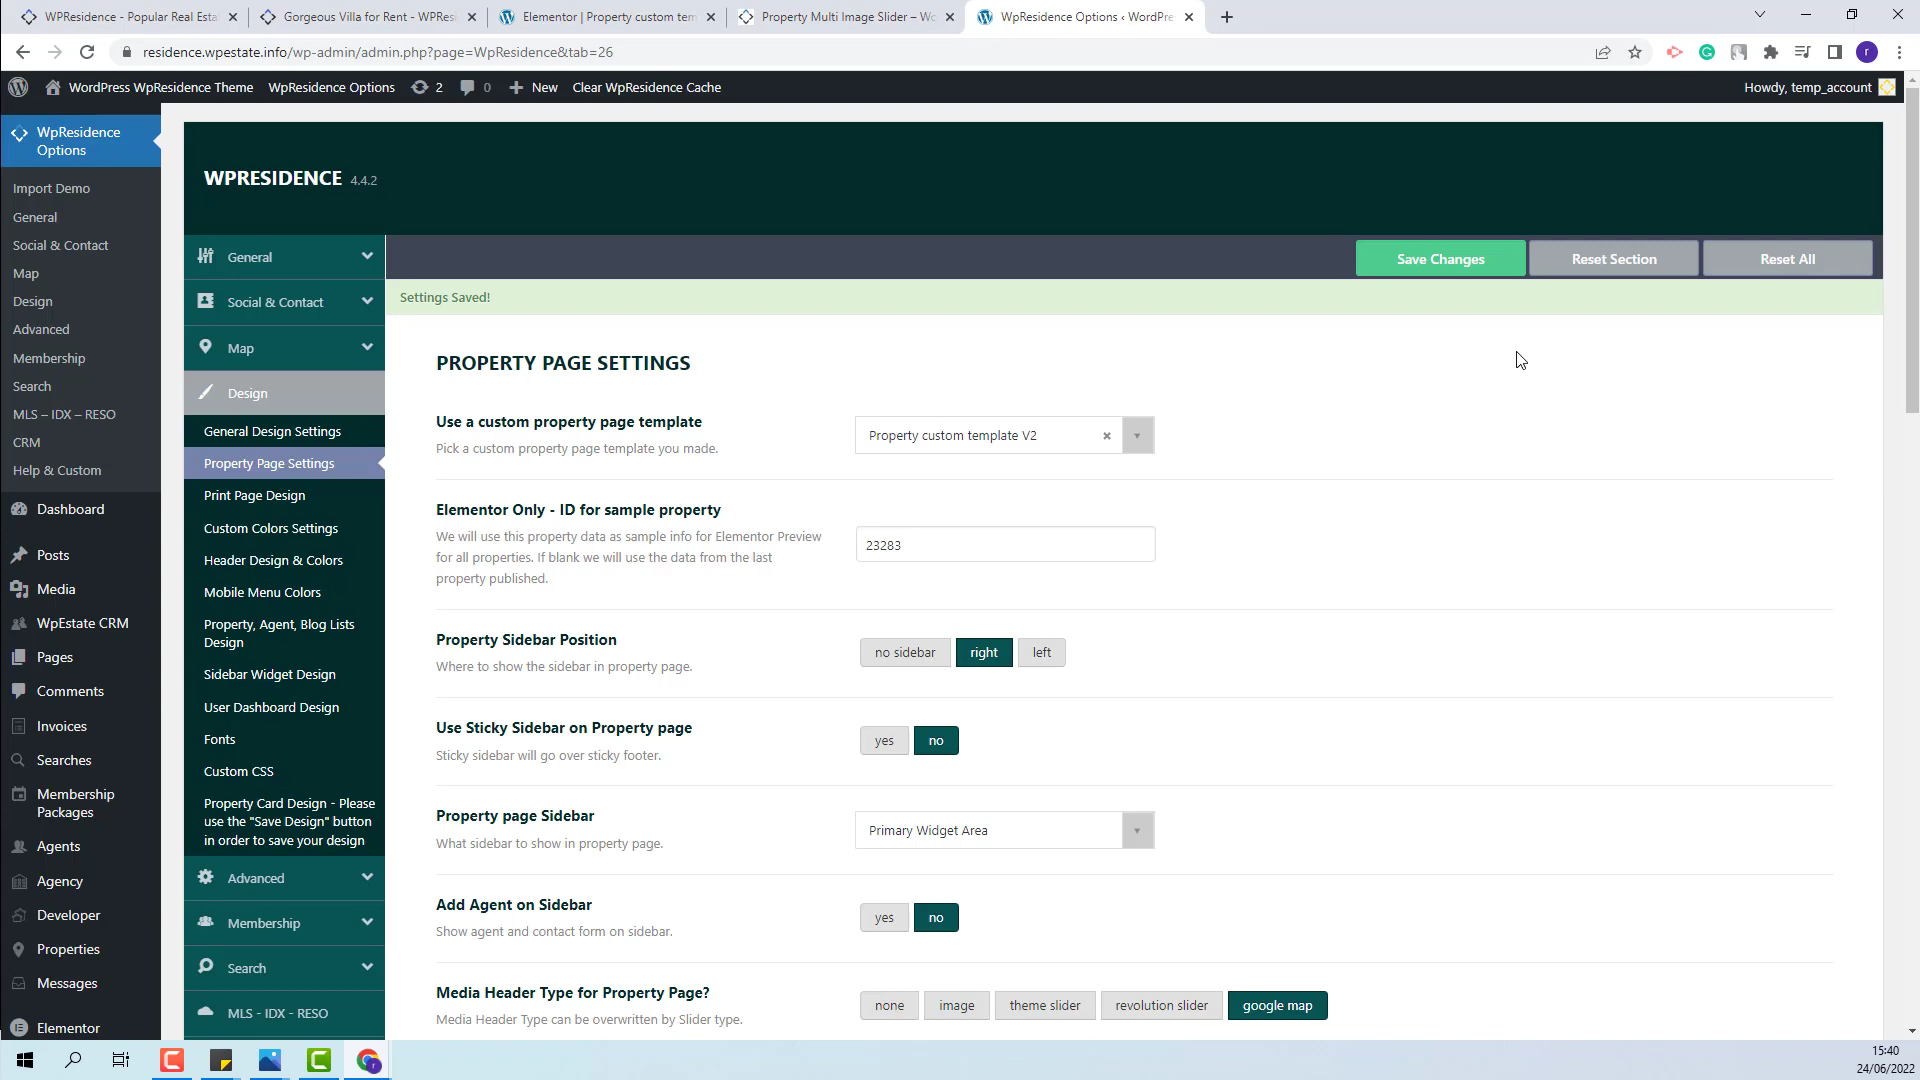 WPResidence - Popular Real Esta
Gorgeous Villa for Rent - WPResi
Elementor | Property custom tem
Property Multi Image Slider – Wo
WpResidence Options ‹ WordPre
residence.wpestate.info/wp-admin/admin.php?page=WpResidence&tab=26
WordPress WpResidence Theme
WpResidence Options
2
0
New
Clear WpResidence Cache
Howdy, temp_account
WpResidence
Options
Import Demo
General
Social & Contact
Map
Design
Advanced
Membership
Search
MLS – IDX – RESO
CRM
Help & Custom
Dashboard
Posts
Media
WpEstate CRM
Pages
Comments
Invoices
Searches
Membership
Packages
Agents
Agency
Developer
Properties
Messages
Elementor
WPRESIDENCE 4.4.2
General
Social & Contact
Map
Design
General Design Settings
Property Page Settings
Print Page Design
Custom Colors Settings
Header Design & Colors
Mobile Menu Colors
Property, Agent, Blog Lists
Design
Sidebar Widget Design
User Dashboard Design
Fonts
Custom CSS
Property Card Design - Please
use the "Save Design" button
in order to save your design
Advanced
Membership
Search
MLS - IDX - RESO
Save Changes
Reset Section
Reset All
Settings Saved!
PROPERTY PAGE SETTINGS
Use a custom property page template
Pick a custom property page template you made.
Property custom template V2
Elementor Only - ID for sample property
We will use this property data as sample info for Elementor Preview
for all properties. If blank we will use the data from the last
property published.
23283
Property Sidebar Position
Where to show the sidebar in property page.
no sidebar
right
left
Use Sticky Sidebar on Property page
Sticky sidebar will go over sticky footer.
yes
no
Property page Sidebar
What sidebar to show in property page.
Primary Widget Area
Add Agent on Sidebar
Show agent and contact form on sidebar.
yes
no
Media Header Type for Property Page?
Media Header Type can be overwritten by Slider type.
none
image
theme slider
revolution slider
google map
15:40
24/06/2022